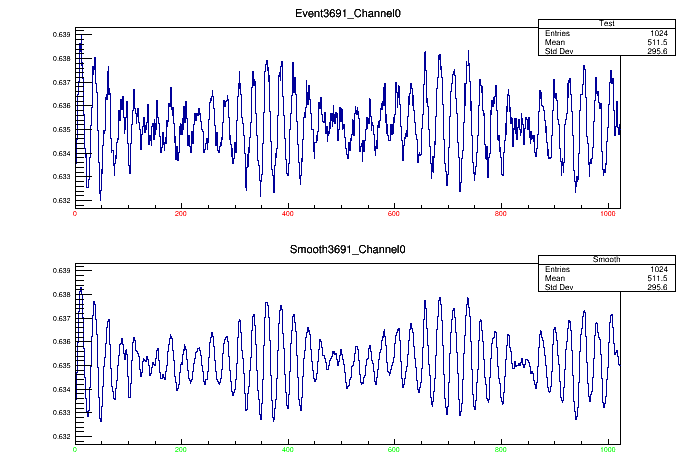 Event3691_Channel0
Test
Entries 1024
Mean 511.5
Std Dev 295.6
0.639
0.638
0.637
0.636
0.635
0.634
0.633
0.632
0 200 400 600 800 1000
Smooth3691_Channel0
Smooth
Entries 1024
Mean 511.5
Std Dev 295.6
0.639
0.638
0.637
0.636
0.635
0.634
0.633
0.632
0 200 400 600 800 1000